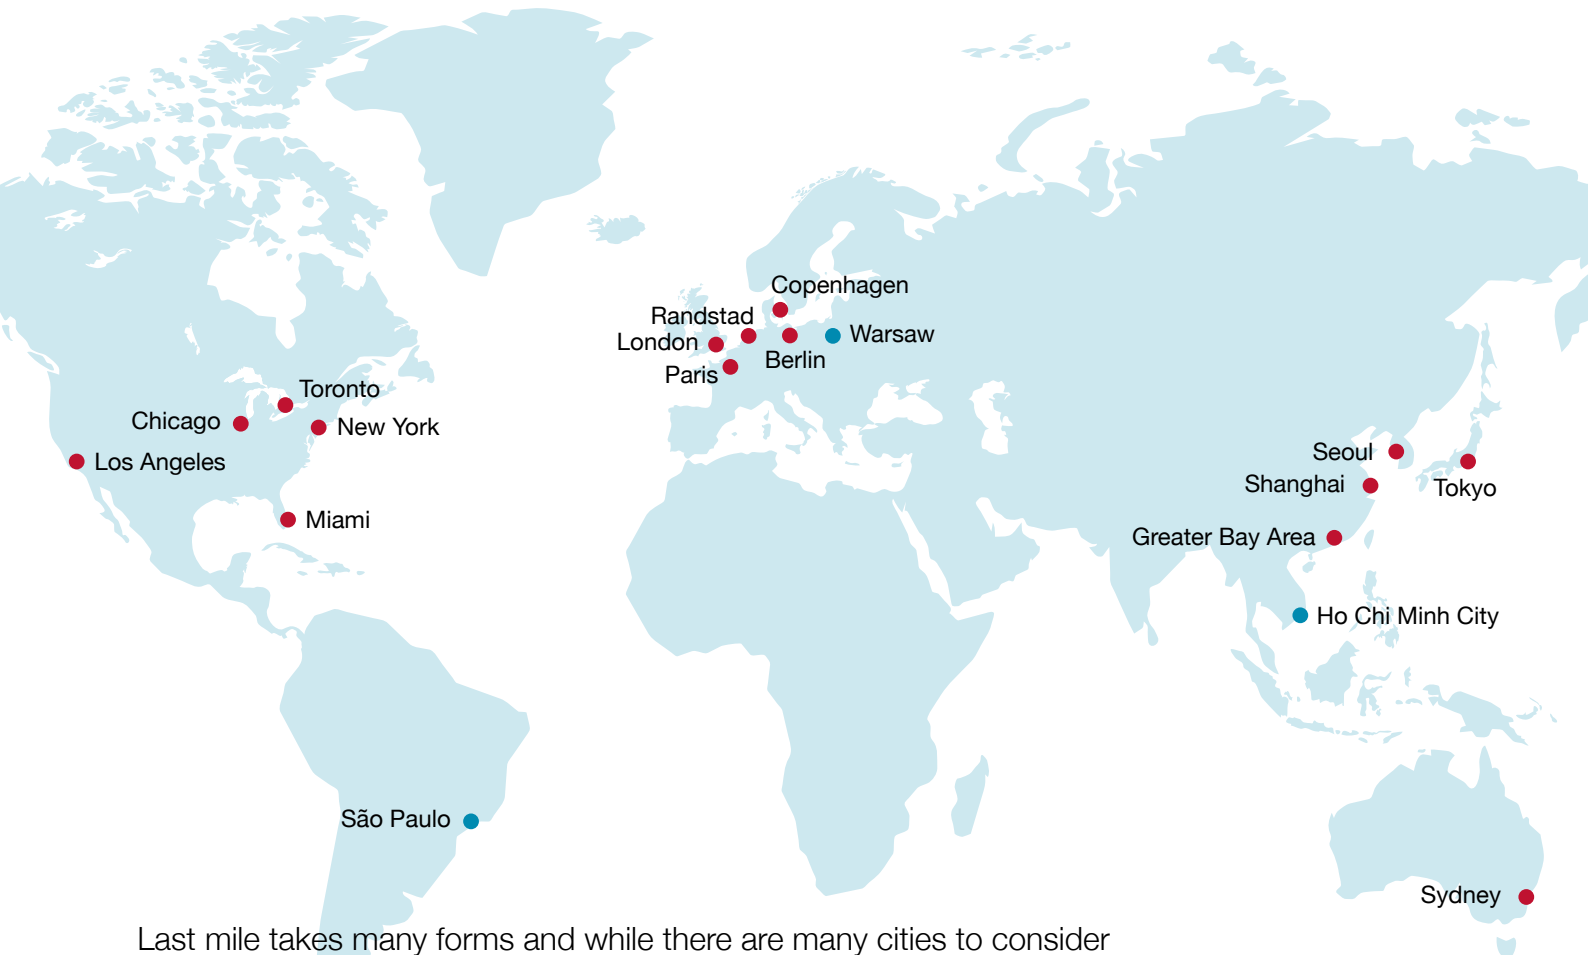 Copenhagen
Randstad
London
Warsaw
Berlin
Paris
Toronto
Chicago
New York
Los Angeles
Miami
Seoul
Shanghai
Tokyo
Greater Bay Area
Ho Chi Minh City
São Paulo
Sydney
Last mile takes many forms and while there are many cities to consider